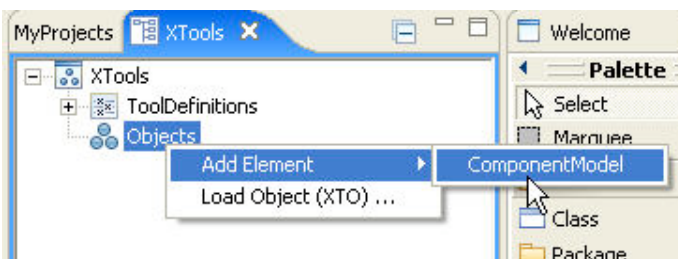 MyProjects XTools Welcome
XTools Palette
ToolDefinitions Select
Objects Marquee
Add Element ComponentModel
Load Object (XTO) ...
Class
Package